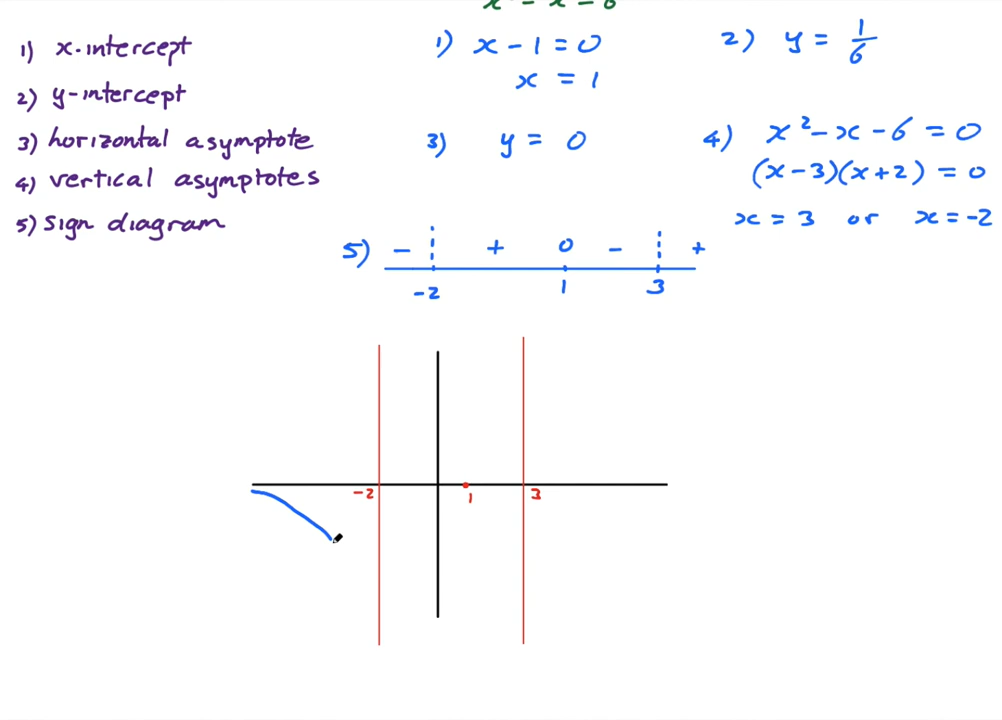 x² - x - 6
1) x-intercept
2) y-intercept
3) horizontal asymptote
4) vertical asymptotes
5) sign diagram
1) x - 1 = 0
x = 1
2) y = 1/6
3) y = 0
4) x² - x - 6 = 0
(x - 3)(x + 2) = 0
x = 3 or x = -2
5) - + 0 - +
-2 1 3
-2 1 3